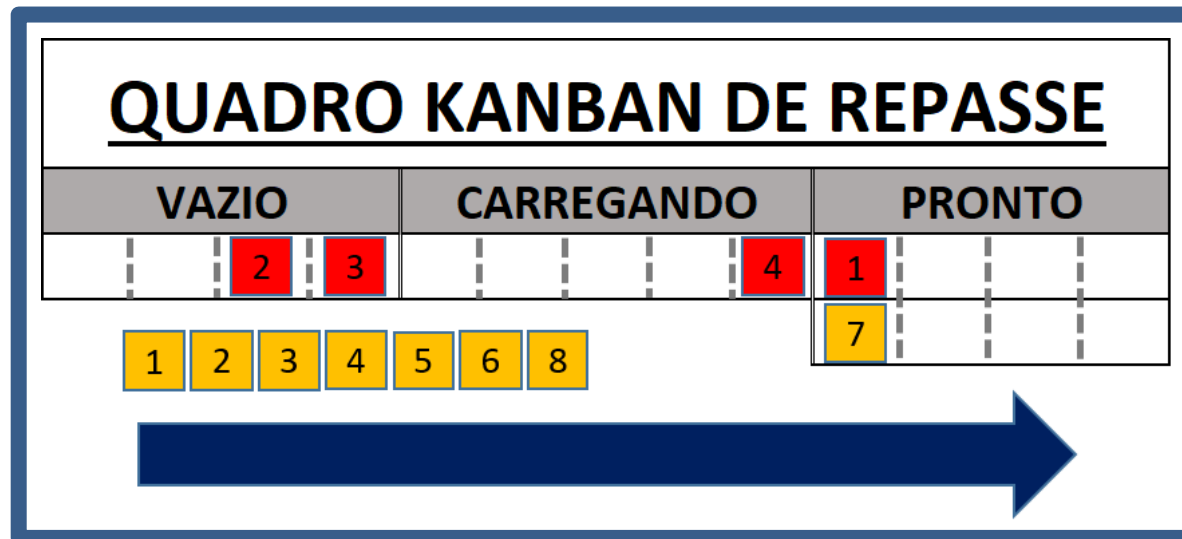 QUADRO KANBAN DE REPASSE
VAZIO CARREGANDO PRONTO
2 3 4 1
7
1 2 3 4 5 6 8